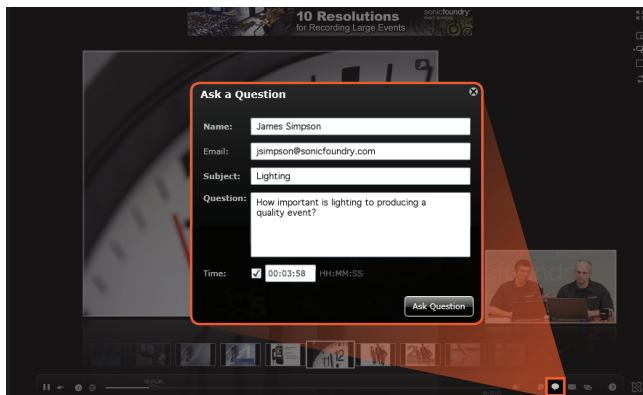 10 Resolutions
for Recording Large Events
sonicfoundry
Ask a Question
Name:
James Simpson
Email:
jsimpson@sonicfoundry.com
Subject:
Lighting
Question:
How important is lighting to producing a
quality event?
Time:
00:03:58
HH:MM:SS
Ask Question